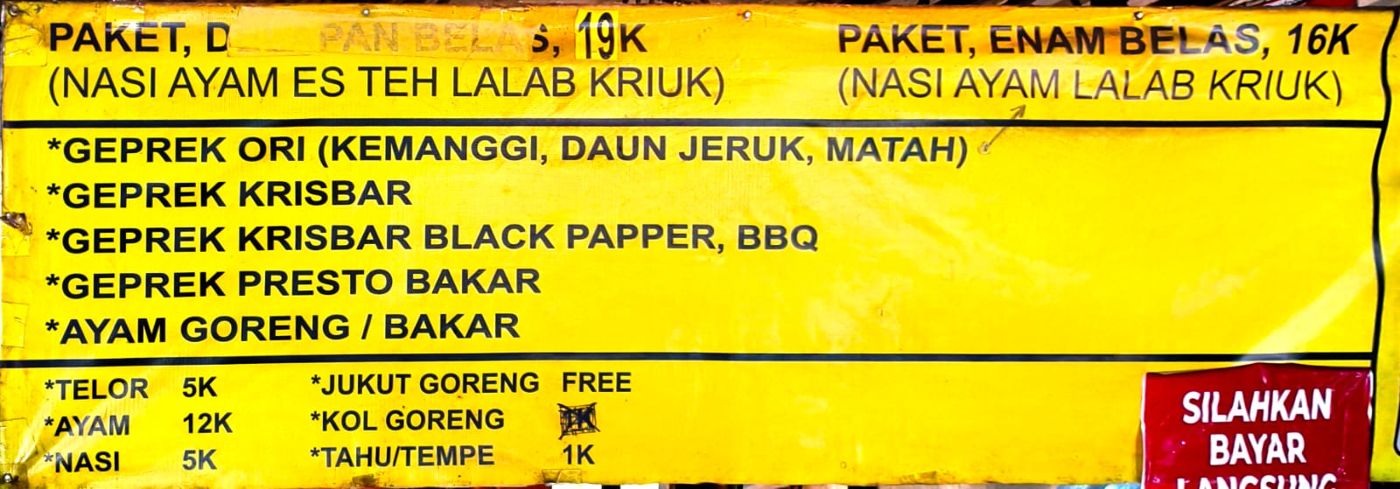 PAKET, D PAN BELAS, 19K
(NASI AYAM ES TEH LALAB KRIUK)
PAKET, ENAM BELAS, 16K
(NASI AYAM LALAB KRIUK)
*GEPREK ORI (KEMANGGI, DAUN JERUK, MATAH)
*GEPREK KRISBAR
*GEPREK KRISBAR BLACK PAPPER, BBQ
*GEPREK PRESTO BAKAR
*AYAM GORENG / BAKAR
*TELOR 5K
*AYAM 12K
*NASI 5K
*JUKUT GORENG FREE
*KOL GORENG
*TAHU/TEMPE 1K
SILAHKAN
BAYAR
LANGSUNG